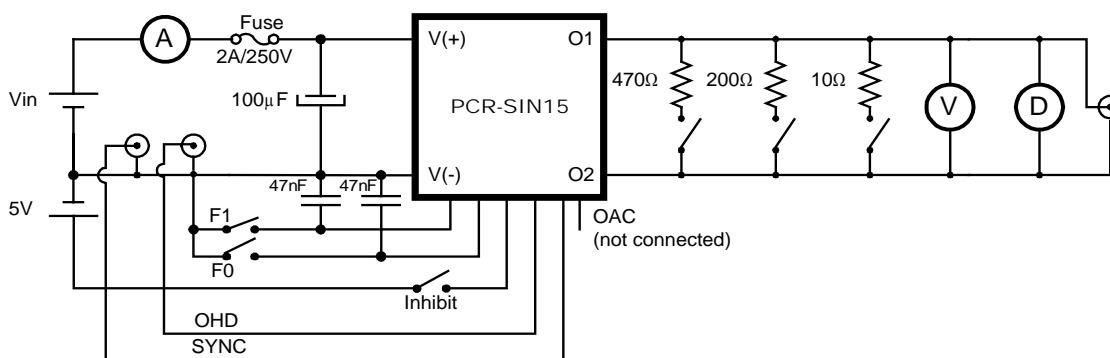 Fuse
A
2A/250V
V(+)
O1
Vin
100μF
PCR-SIN15
470Ω
200Ω
10Ω
V
D
V(-)
O2
47nF
47nF
5V
F1
F0
OAC
(not connected)
Inhibit
OHD
SYNC